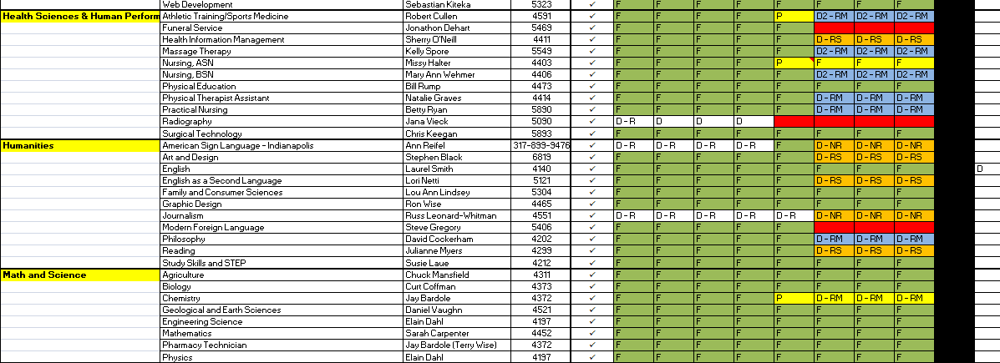 Web Development Sebastian Kiteka 5323 ✓ F F F F F F F F
Health Sciences & Human Perform Athletic Training/Sports Medicine Robert Cullen 4591 ✓ F F F F P D2 - RM D2 - RM D2 - RM
Funeral Service Jonathon Dehart 5469 ✓ F F F F F
Health Information Management Sherry O'Neill 4411 ✓ F F F F F D - RS D - RS D - RS
Massage Therapy Kelly Spore 5549 ✓ F F F F F D2 - RM D2 - RM D2 - RM
Nursing, ASN Missy Halter 4403 ✓ F F F F P F F F
Nursing, BSN Mary Ann Wehmer 4406 ✓ F F F F F D2 - RM D2 - RM D2 - RM
Physical Education Bill Rump 4473 ✓ F F F F F F F F
Physical Therapist Assistant Natalie Graves 4414 ✓ F F F F F D - RM D - RM D - RM
Practical Nursing Betty Ryan 5890 ✓ F F F F F D - RM D - RM D - RM
Radiography Jana Vieck 5090 ✓ D - R D D D
Surgical Technology Chris Keegan 5893 ✓ F F F F F F F F
Humanities American Sign Language - Indianapolis Ann Reifel 317-899-9476 ✓ D - R D - R D - R D - R F D - NR D - NR D - NR
Art and Design Stephen Black 6819 ✓ F F F F F D - RS D - RS D - RS
English Laurel Smith 4140 ✓ F F F F F F F F D
English as a Second Language Lori Netti 5121 ✓ F F F F F D - RS D - RS D - RS
Family and Consumer Sciences Lou Ann Lindsey 5304 ✓ F F F F F F F F
Graphic Design Ron Wise 4465 ✓ F F F F F F F F
Journalism Russ Leonard-Whitman 4551 ✓ D - R D - R D - R D - R D - R D - NR D - NR D - NR
Modern Foreign Language Steve Gregory 5406 ✓ F F F F F
Philosophy David Cockerham 4202 ✓ F F F F F D - RM D - RM D - RM
Reading Julianne Myers 4299 ✓ F F F F F D - RS D - RS D - RS
Study Skills and STEP Susie Laue 4212 ✓ F F F F F F F F
Math and Science Agriculture Chuck Mansfield 4311 ✓ F F F F F F F F
Biology Curt Coffman 4373 ✓ F F F F F F F F
Chemistry Jay Bardole 4372 ✓ F F F F P D - RM D - RM D - RM
Geological and Earth Sciences Daniel Vaughn 4521 ✓ F F F F F F F F
Engineering Science Elain Dahl 4197 ✓ F F F F F F F F
Mathematics Sarah Carpenter 4452 ✓ F F F F F F F F
Pharmacy Technician Jay Bardole (Terry Wise) 4372 ✓ F F F F F F F F
Physics Elain Dahl 4197 ✓ F F F F F F F F